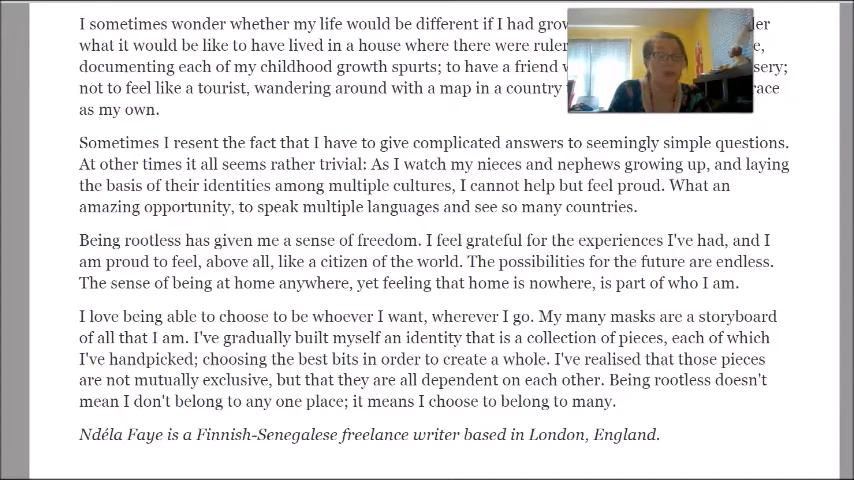 I sometimes wonder whether my life would be different if I had grow
what it would be like to have lived in a house where there were ruler
documenting each of my childhood growth spurts; to have a friend
not to feel like a tourist, wandering around with a map in a country
as my own.
Sometimes I resent the fact that I have to give complicated answers to seemingly simple questions.
At other times it all seems rather trivial: As I watch my nieces and nephews growing up, and laying
the basis of their identities among multiple cultures, I cannot help but feel proud. What an
amazing opportunity, to speak multiple languages and see so many countries.
Being rootless has given me a sense of freedom. I feel grateful for the experiences I've had, and I
am proud to feel, above all, like a citizen of the world. The possibilities for the future are endless.
The sense of being at home anywhere, yet feeling that home is nowhere, is part of who I am.
I love being able to choose to be whoever I want, wherever I go. My many masks are a storyboard
of all that I am. I've gradually built myself an identity that is a collection of pieces, each of which
I've handpicked; choosing the best bits in order to create a whole. I've realised that those pieces
are not mutually exclusive, but that they are all dependent on each other. Being rootless doesn't
mean I don't belong to any one place; it means I choose to belong to many.
Ndéla Faye is a Finnish-Senegalese freelance writer based in London, England.